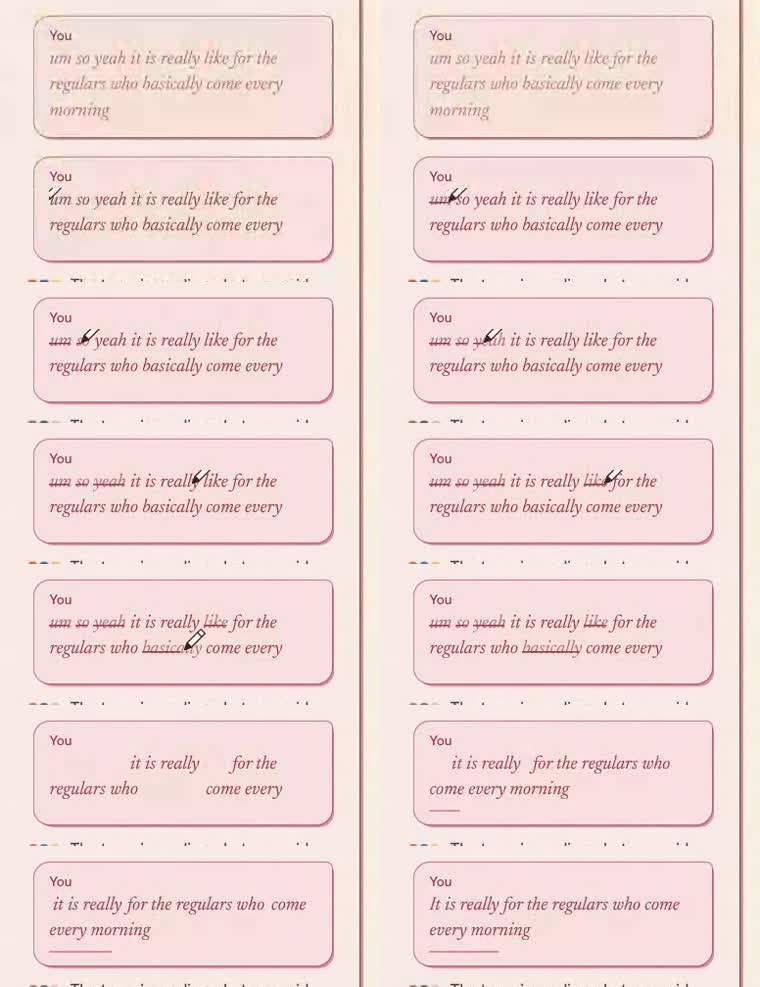 You
um so yeah it is really like for the
regulars who basically come every
morning
You
um so yeah it is really like for the
regulars who basically come every
morning
You
um so yeah it is really like for the
regulars who basically come every
You
um so yeah it is really like for the
regulars who basically come every
You
um so yeah it is really like for the
regulars who basically come every
You
um so yeah it is really like for the
regulars who basically come every
You
um so yeah it is really like for the
regulars who basically come every
You
um so yeah it is really like for the
regulars who basically come every
You
um so yeah it is really like for the
regulars who basically come every
You
um so yeah it is really like for the
regulars who basically come every
You
it is really for the
regulars who come every
You
it is really for the regulars who
come every morning
You
it is really for the regulars who come
every morning
You
It is really for the regulars who come
every morning